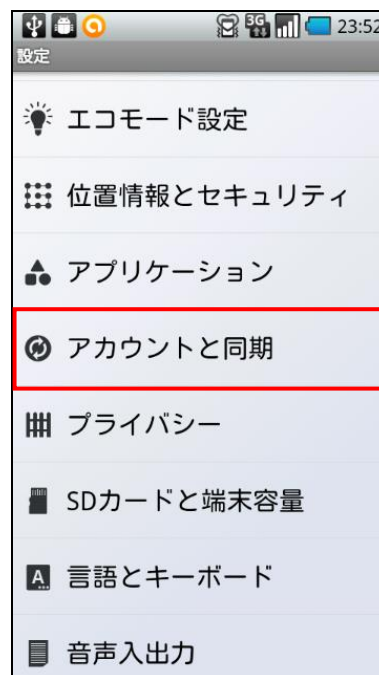 3G 23:52
設定
エコモード設定
位置情報とセキュリティ
アプリケーション
アカウントと同期
プライバシー
SDカードと端末容量
A 言語とキーボード
音声入出力